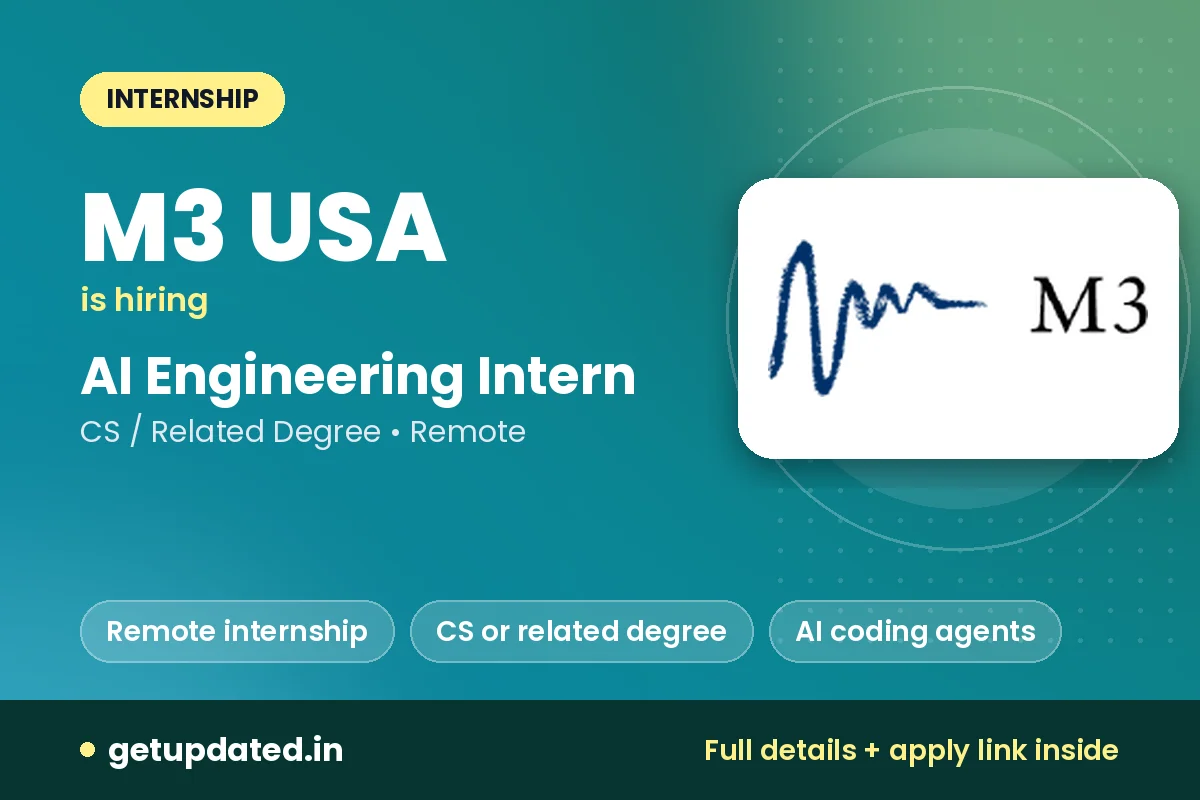 INTERNSHIP
M3 USA
is hiring
AI Engineering Intern
CS / Related Degree • Remote
M3
Remote internship
CS or related degree
AI coding agents
getupdated.in
Full details + apply link inside